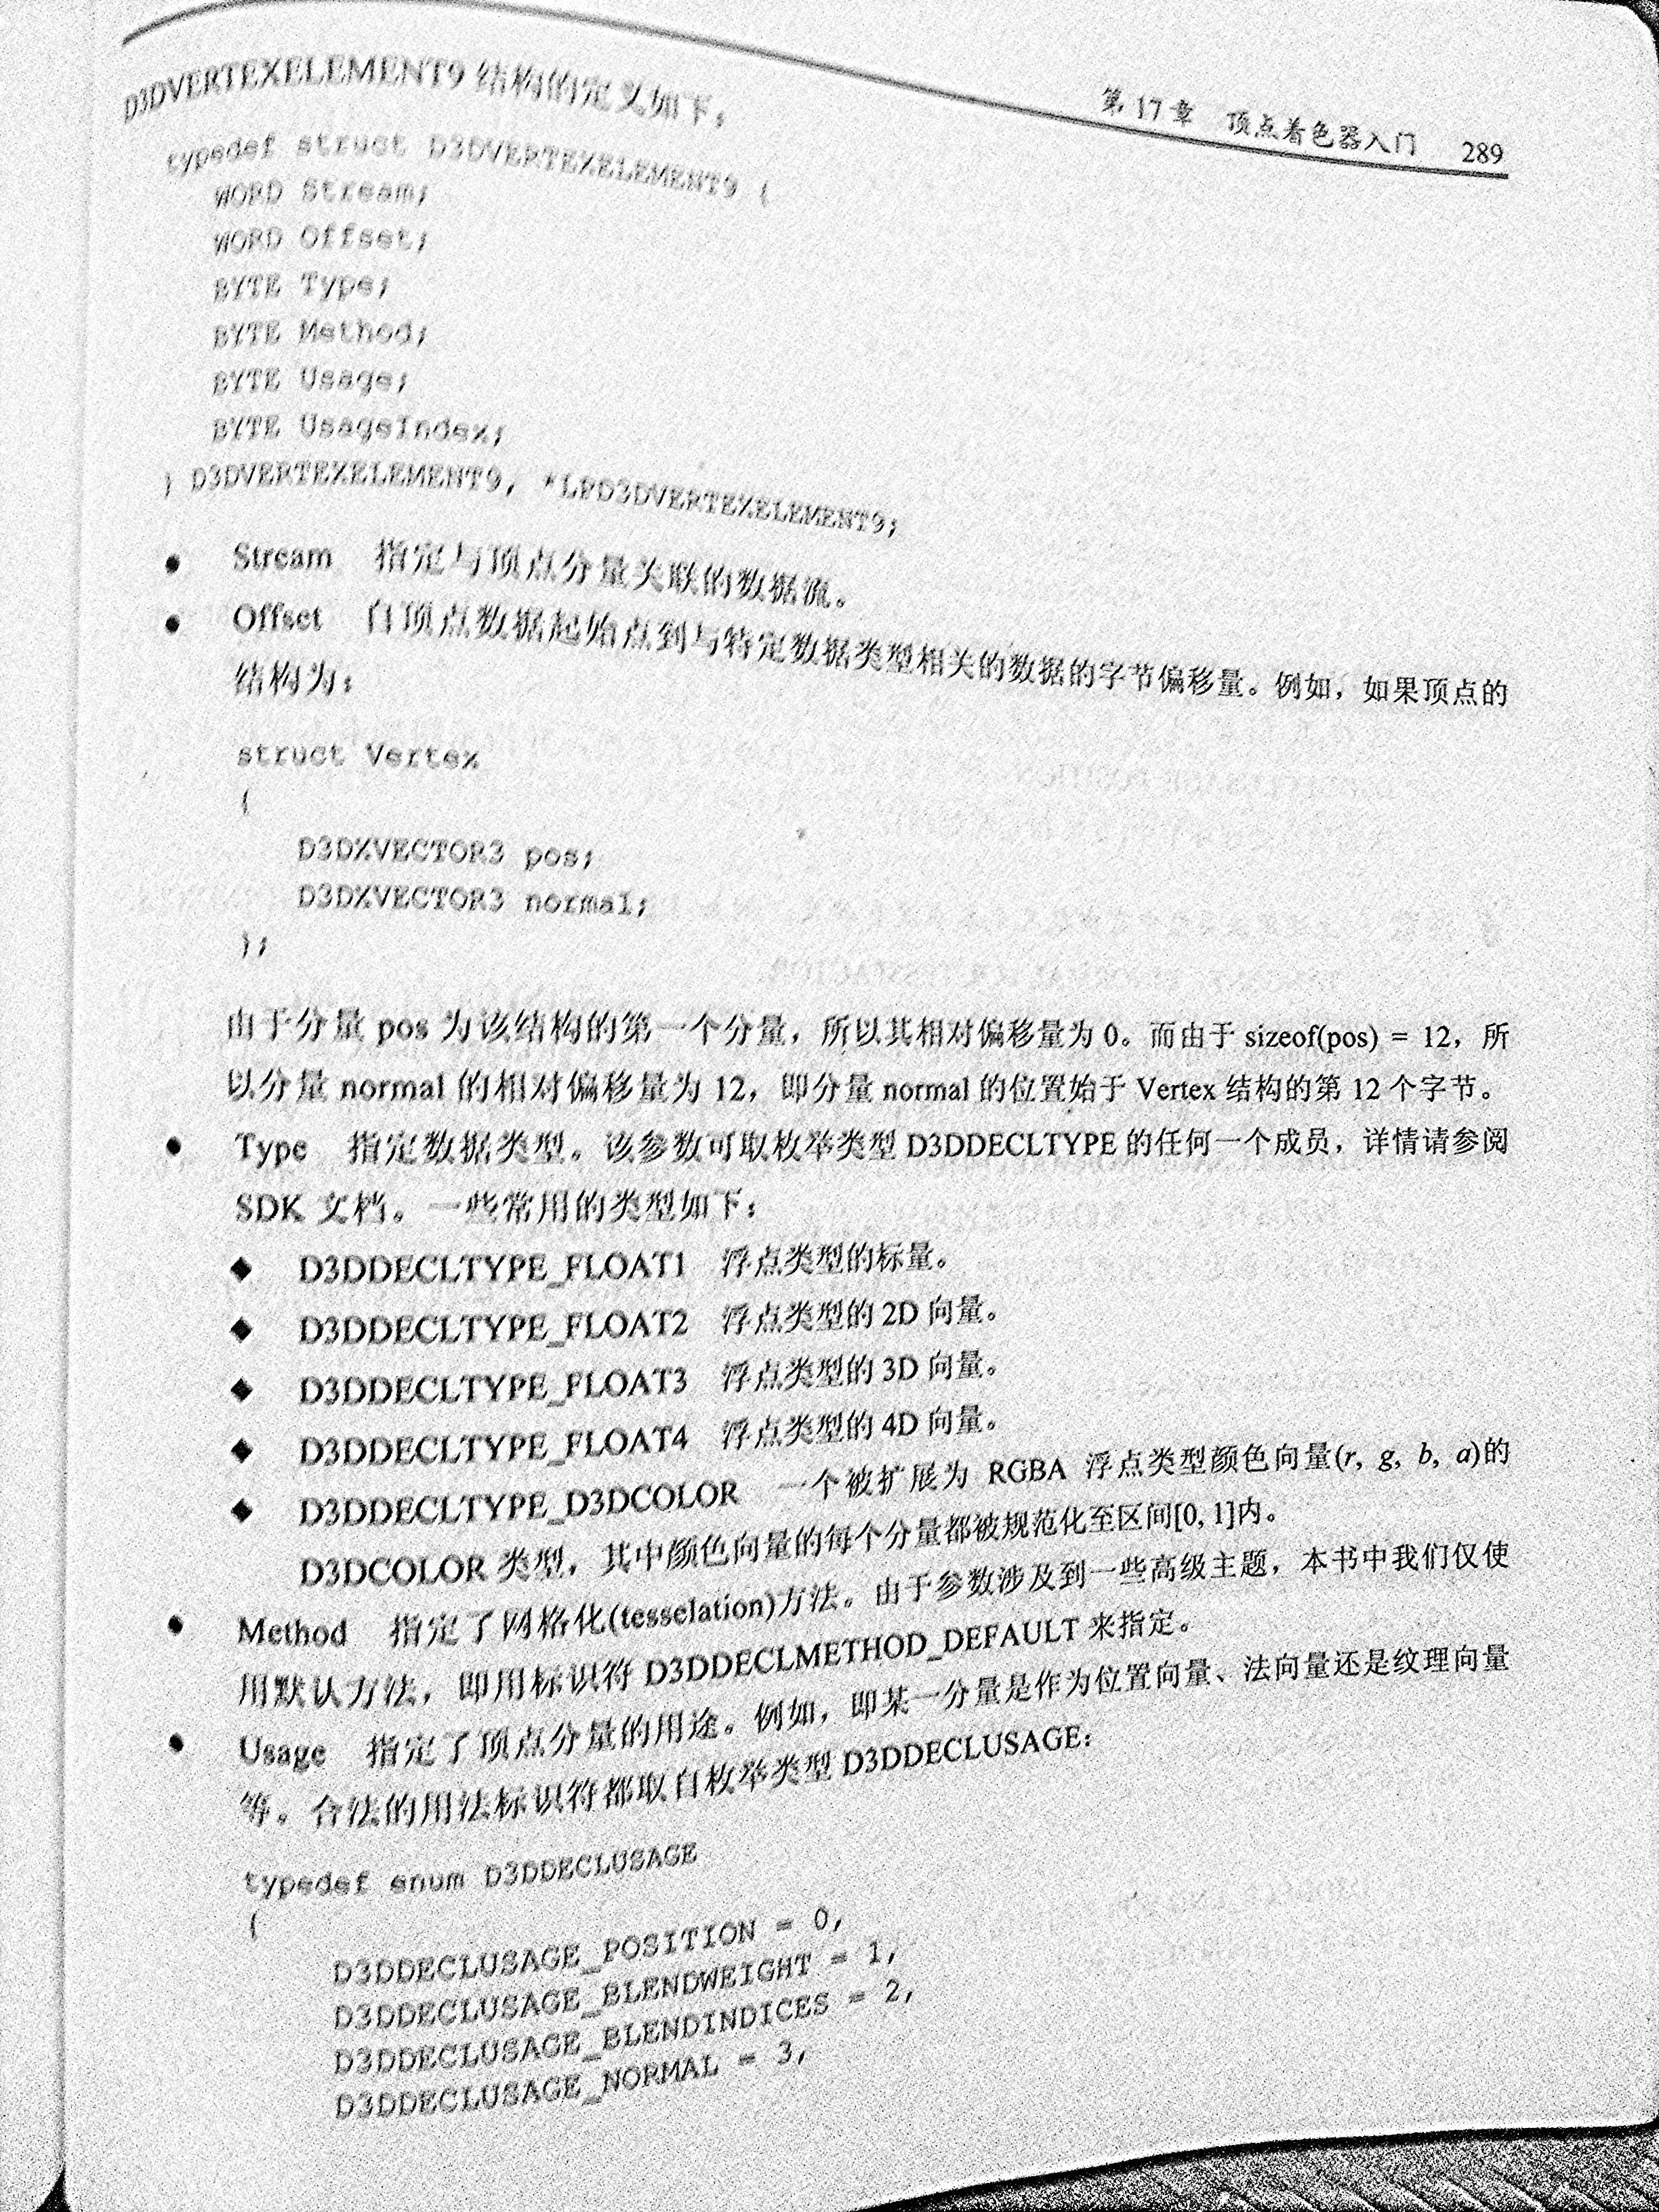 第 17 章 顶点着色器入门 289
D3DVERTEXELEMENT9 结构的定义如下：
typedef struct D3DVERTEXELEMENT9 {
WORD Stream;
WORD Offset;
BYTE Type;
BYTE Method;
BYTE Usage;
BYTE UsageIndex;
} D3DVERTEXELEMENT9, *LPD3DVERTEXELEMENT9;
● Stream 指定与顶点分量关联的数据流。
● Offset 自顶点数据起始点到与特定数据类型相关的数据的字节偏移量。例如，如果顶点的
结构为：
struct Vertex
{
D3DXVECTOR3 pos;
D3DXVECTOR3 normal;
};
由于分量 pos 为该结构的第一个分量，所以其相对偏移量为 0。而由于 sizeof(pos) = 12，所
以分量 normal 的相对偏移量为 12，即分量 normal 的位置始于 Vertex 结构的第 12 个字节。
● Type 指定数据类型。该参数可取枚举类型 D3DDECLTYPE 的任何一个成员，详情请参阅
SDK 文档。一些常用的类型如下：
◆ D3DDECLTYPE_FLOAT1 浮点类型的标量。
◆ D3DDECLTYPE_FLOAT2 浮点类型的 2D 向量。
◆ D3DDECLTYPE_FLOAT3 浮点类型的 3D 向量。
◆ D3DDECLTYPE_FLOAT4 浮点类型的 4D 向量。
◆ D3DDECLTYPE_D3DCOLOR 一个被扩展为 RGBA 浮点类型颜色向量(r, g, b, a)的
D3DCOLOR 类型，其中颜色向量的每个分量都被规范化至区间[0, 1]内。
● Method 指定了网格化(tesselation)方法。由于参数涉及到一些高级主题，本书中我们仅使
用默认方法，即用标识符 D3DDECLMETHOD_DEFAULT 来指定。
● Usage 指定了顶点分量的用途。例如，即某一分量是作为位置向量、法向量还是纹理向量
等。合法的用法标识符都取自枚举类型 D3DDECLUSAGE：
typedef enum D3DDECLUSAGE
{
D3DDECLUSAGE_POSITION = 0,
D3DDECLUSAGE_BLENDWEIGHT = 1,
D3DDECLUSAGE_BLENDINDICES = 2,
D3DDECLUSAGE_NORMAL = 3,